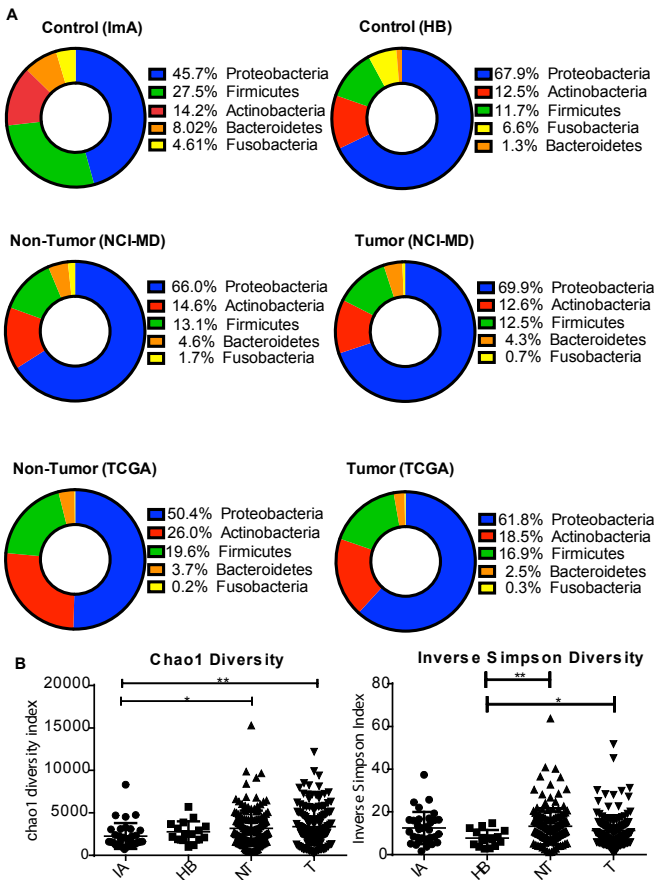 A
Control (ImA)
45.7% Proteobacteria
27.5% Firmicutes
14.2% Actinobacteria
8.02% Bacteroidetes
4.61% Fusobacteria
Control (HB)
67.9% Proteobacteria
12.5% Actinobacteria
11.7% Firmicutes
6.6% Fusobacteria
1.3% Bacteroidetes
Non-Tumor (NCI-MD)
66.0% Proteobacteria
14.6% Actinobacteria
13.1% Firmicutes
4.6% Bacteroidetes
1.7% Fusobacteria
Tumor (NCI-MD)
69.9% Proteobacteria
12.6% Actinobacteria
12.5% Firmicutes
4.3% Bacteroidetes
0.7% Fusobacteria
Non-Tumor (TCGA)
50.4% Proteobacteria
26.0% Actinobacteria
19.6% Firmicutes
3.7% Bacteroidetes
0.2% Fusobacteria
Tumor (TCGA)
61.8% Proteobacteria
18.5% Actinobacteria
16.9% Firmicutes
2.5% Bacteroidetes
0.3% Fusobacteria
B
Chao1 Diversity
chao1 diversity index
20000
15000
10000
5000
0
**
*
IA
HB
NT
T
Inverse Simpson Diversity
Inverse Simpson Index
80
60
40
20
0
**
*
IA
HB
NT
T